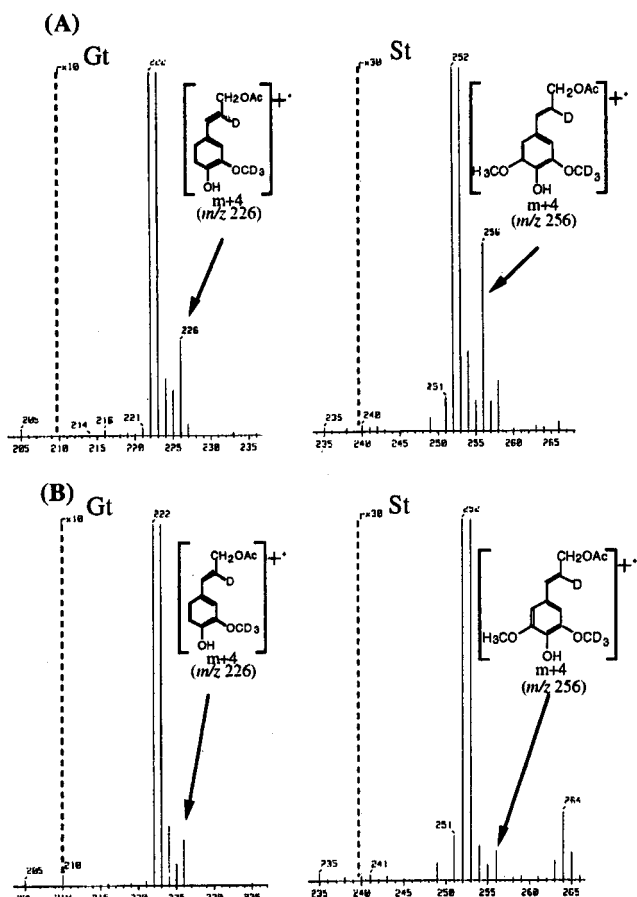 (A)
Gt
St
x10
222
CH2OAc
D
OCD3
OH
m+4
(m/z 226)
226
205
214
216
221
205 210 215 220 225 230 235
x30
252
CH2OAc
D
H3CO
OCD3
OH
m+4
(m/z 256)
256
251
235
240
235 240 245 250 255 260 265
(B)
Gt
St
x10
222
CH2OAc
D
OCD3
OH
m+4
(m/z 226)
205
210
x30
252
CH2OAc
D
H3CO
OCD3
OH
m+4
(m/z 256)
251
264
235
241
235 240 245 250 255 260 265